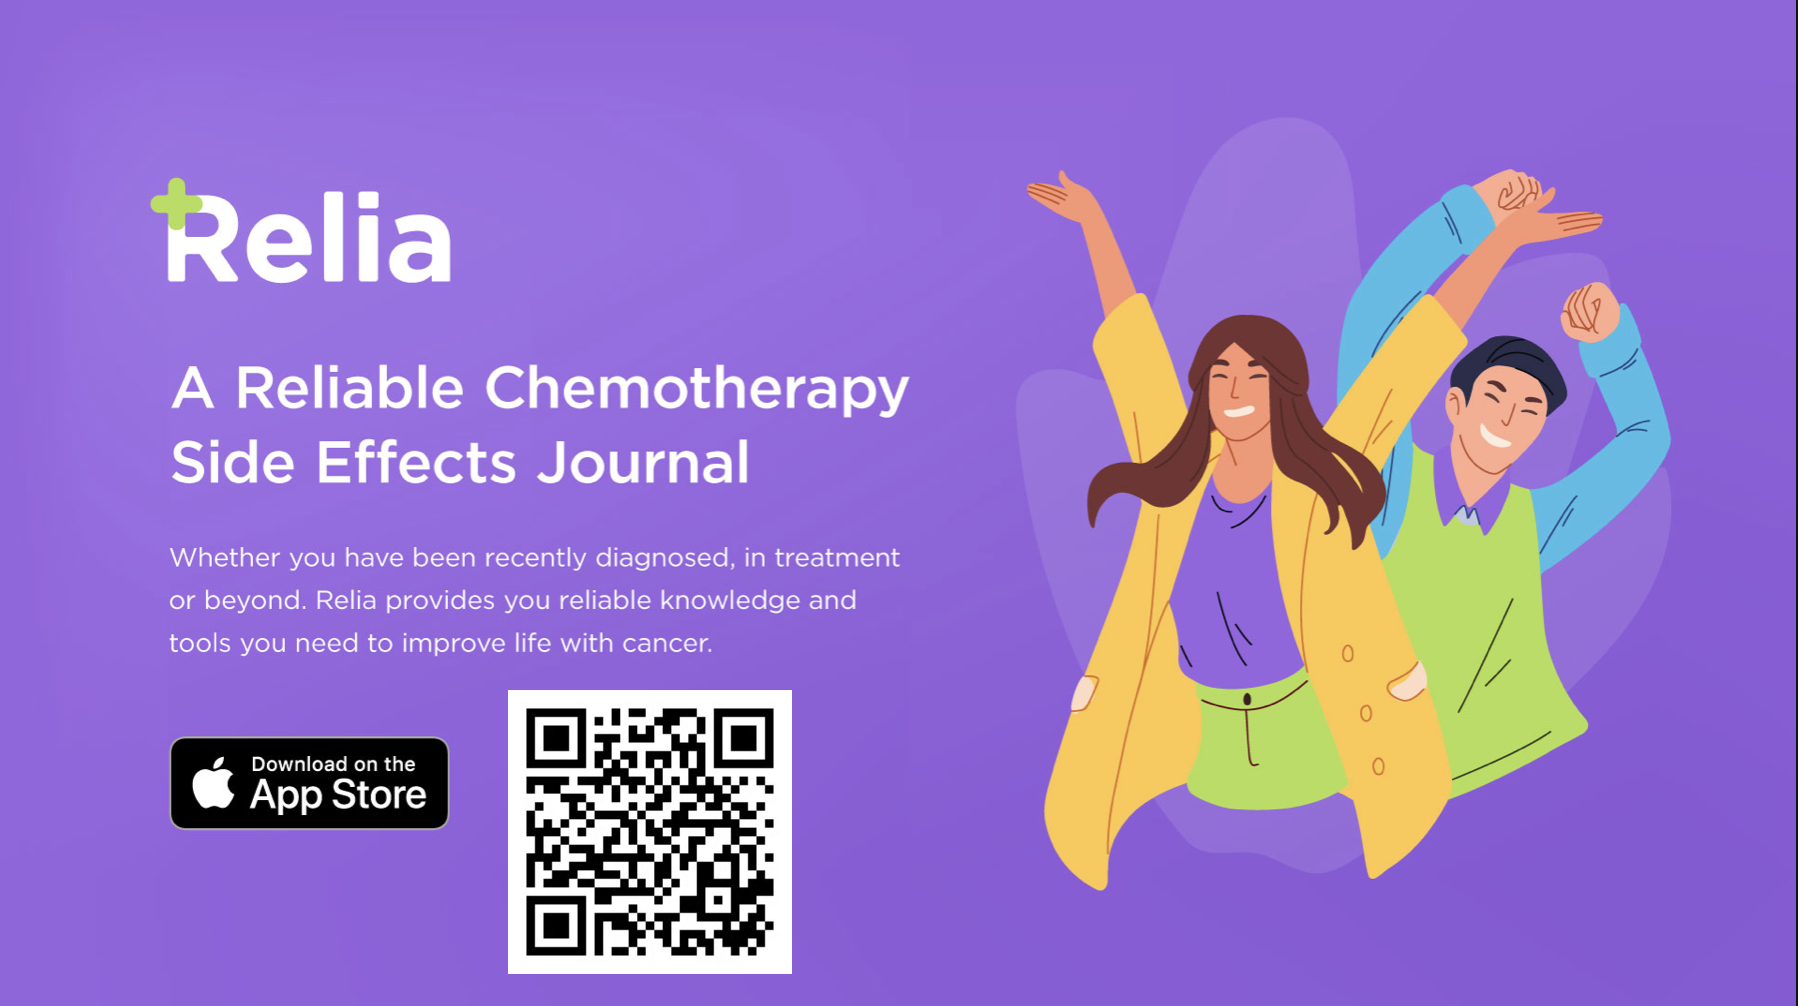 Relia
A Reliable Chemotherapy
Side Effects Journal
Whether you have been recently diagnosed, in treatment
or beyond. Relia provides you reliable knowledge and
tools you need to improve life with cancer.
Download on the
App Store